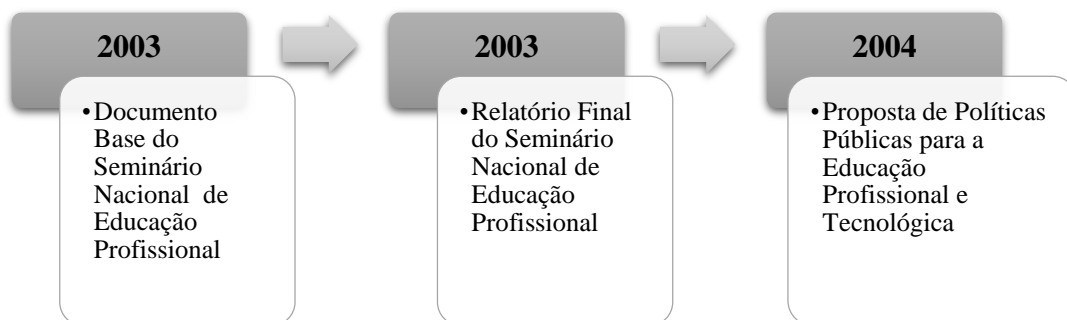 2003
•Documento
Base do
Seminário
Nacional de
Educação
Profissional
2003
•Relatório Final
do Seminário
Nacional de
Educação
Profissional
2004
•Proposta de Políticas
Públicas para a
Educação
Profissional e
Tecnológica